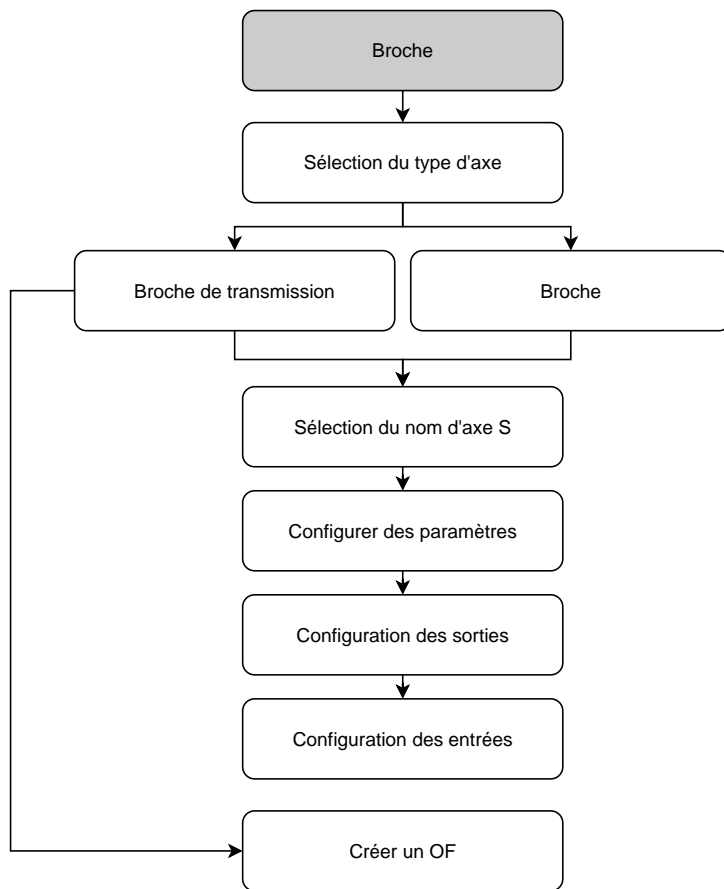 Broche
Sélection du type d'axe
Broche de transmission
Broche
Sélection du nom d'axe S
Configurer des paramètres
Configuration des sorties
Configuration des entrées
Créer un OF